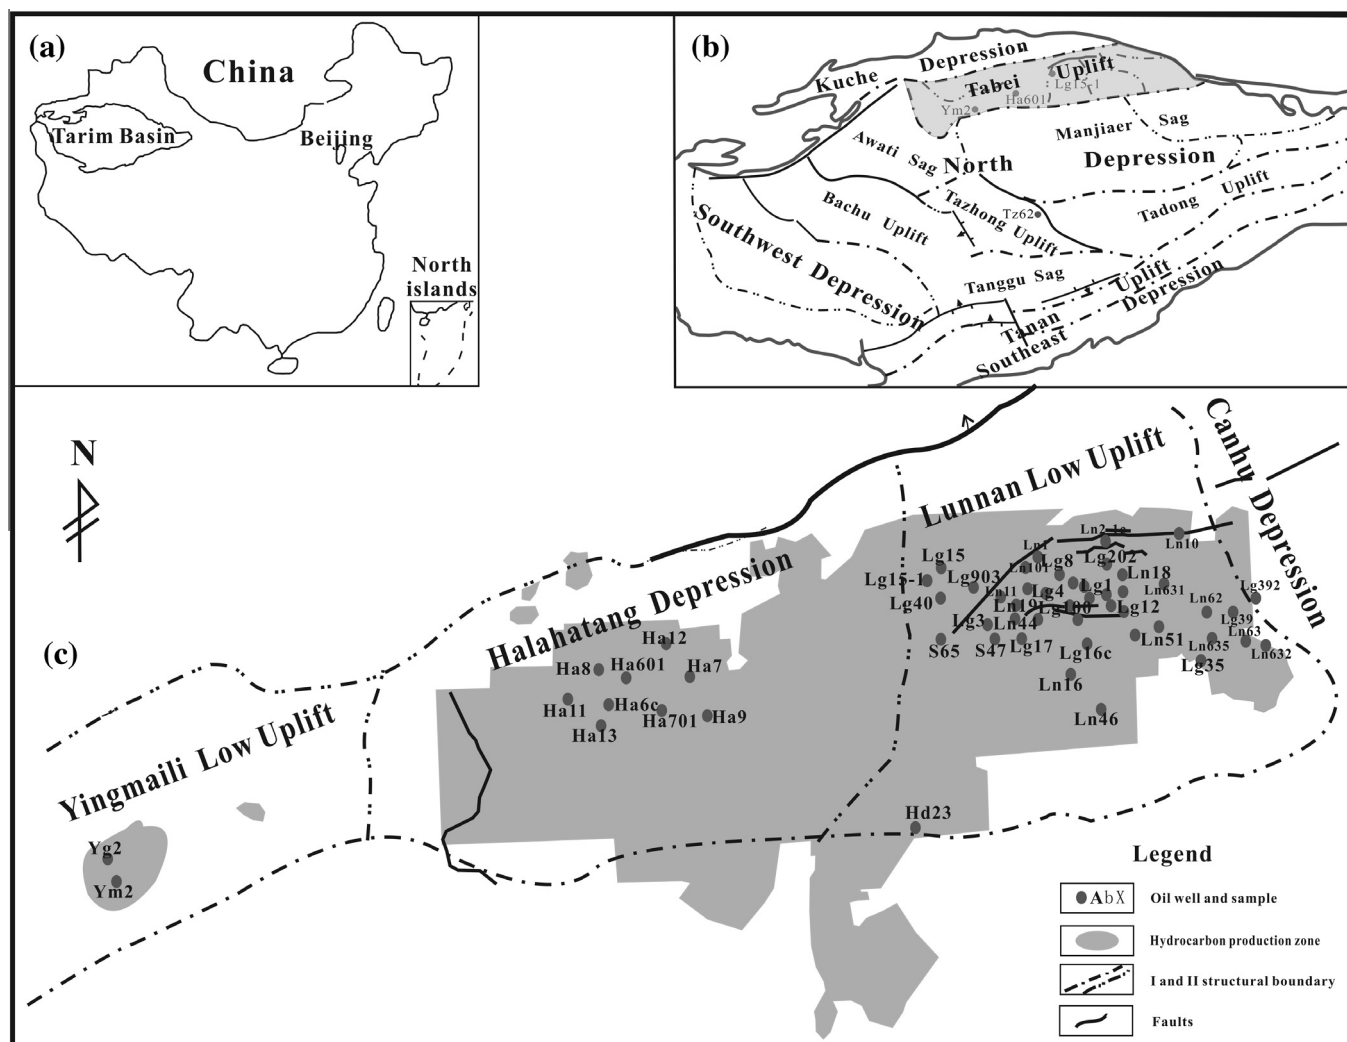 (a)
China
Tarim Basin
Beijing
North
islands
(b)
Kuche
Depression
Tabei
Uplift
Lg15-1
Ha601
Ym2
Awati Sag
Manjiaer Sag
North
Depression
Bachu Uplift
Tazhong Uplift
Tz62
Tadong Uplift
Southwest Depression
Tanggu Sag
Tanan
Uplift
Southeast
Depression
N
(c)
Yingmaili Low Uplift
Halahatang Depression
Lunnan Low Uplift
Canhu Depression
Yg2
Ym2
Ha12
Ha8
Ha601
Ha7
Ha11
Ha6c
Ha701
Ha9
Ha13
Hd23
Lg15
Lg15-1
Lg903
Lg40
Lg3
S65
S47
Ln1
Ln101
Lg8
Ln2-1c
Lg202
Ln10
Ln11
Lg4
Lg1
Ln18
Ln631
Ln19
Lg100
Lg12
Ln44
Lg17
Lg16c
Ln51
Ln16
Ln46
Ln62
Lg392
Lg39
Ln63
Ln635
Ln632
Lg35
Legend
AbX
Oil well and sample
Hydrocarbon production zone
I and II structural boundary
Faults